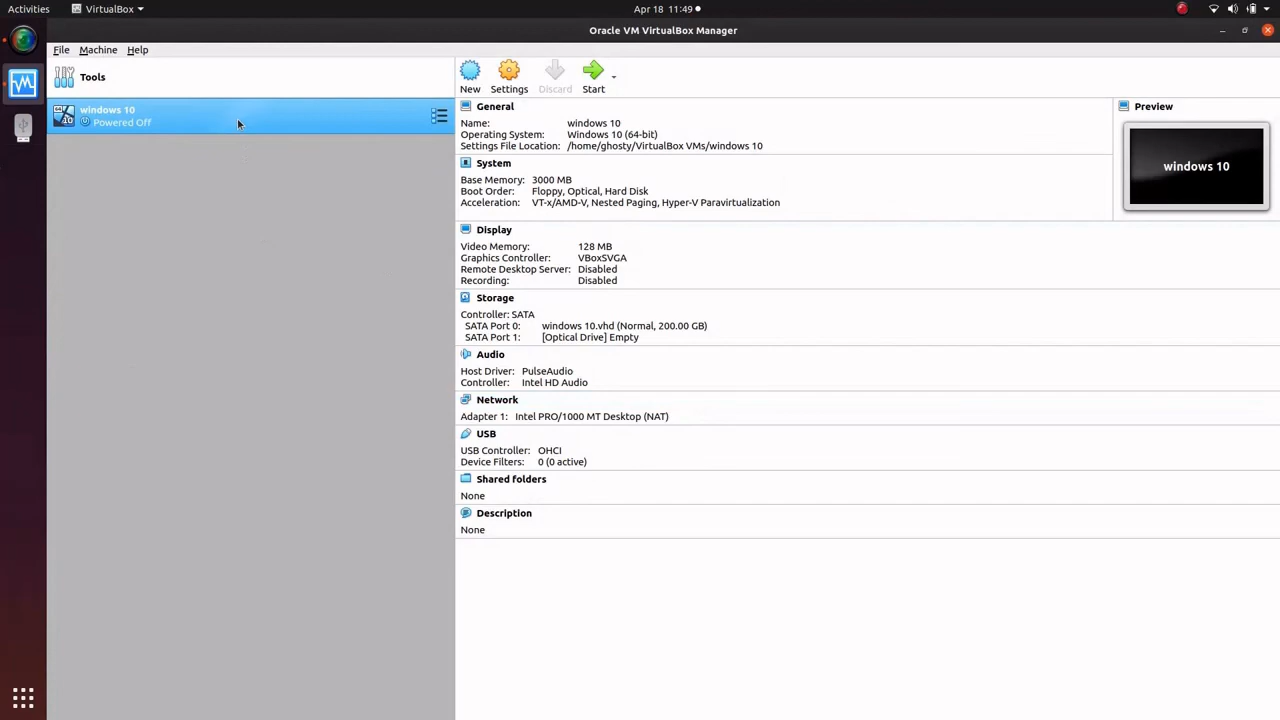 Activities
VirtualBox
Apr 18 11:49
Oracle VM VirtualBox Manager
File Machine Help
Tools
New Settings Discard Start
windows 10
Powered Off
General
Name: windows 10
Operating System: Windows 10 (64-bit)
Settings File Location: /home/ghosty/VirtualBox VMs/windows 10
Preview
windows 10
System
Base Memory: 3000 MB
Boot Order: Floppy, Optical, Hard Disk
Acceleration: VT-x/AMD-V, Nested Paging, Hyper-V Paravirtualization
Display
Video Memory: 128 MB
Graphics Controller: VBoxSVGA
Remote Desktop Server: Disabled
Recording: Disabled
Storage
Controller: SATA
SATA Port 0: windows 10.vhd (Normal, 200.00 GB)
SATA Port 1: [Optical Drive] Empty
Audio
Host Driver: PulseAudio
Controller: Intel HD Audio
Network
Adapter 1: Intel PRO/1000 MT Desktop (NAT)
USB
USB Controller: OHCI
Device Filters: 0 (0 active)
Shared folders
None
Description
None